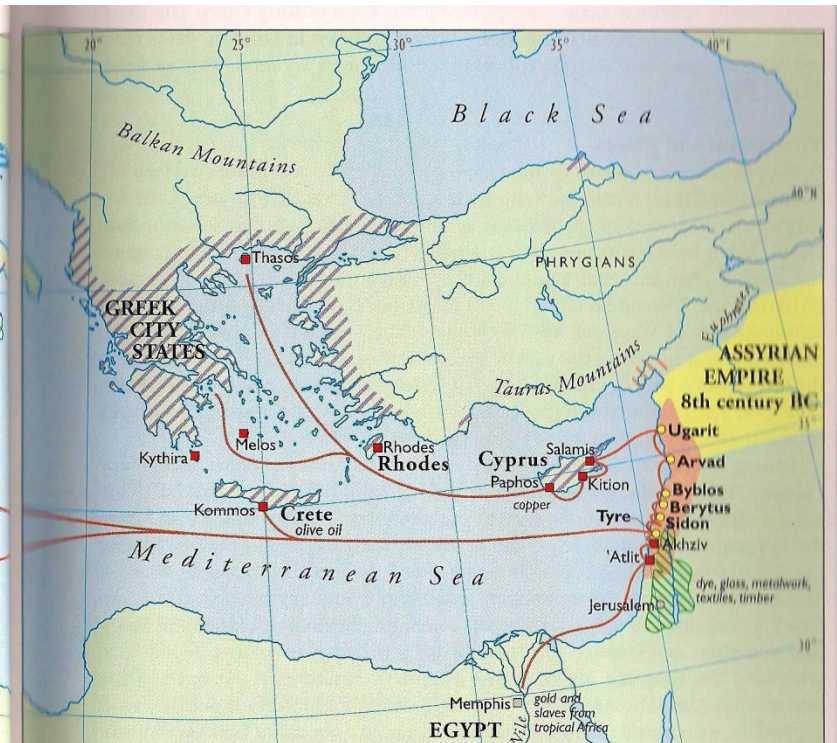 20°
25°
30°
35°
40°E
Black Sea
Balkan Mountains
40°N
Thasos
PHRYGIANS
GREEK
CITY
STATES
Euphrates
ASSYRIAN
EMPIRE
8th century BC
Taurus Mountains
35°
Ugarit
Melos
Kythira
Rhodes
Rhodes
Salamis
Cyprus
Arvad
Paphos
Kition
copper
Byblos
Berytus
Kommos
Crete
olive oil
Tyre
Sidon
Akhziv
'Atlit
Mediterranean Sea
dye, glass, metalwork,
textiles, timber
Jerusalem
30°
Memphis
gold and
slaves from
tropical Africa
EGYPT
Nile